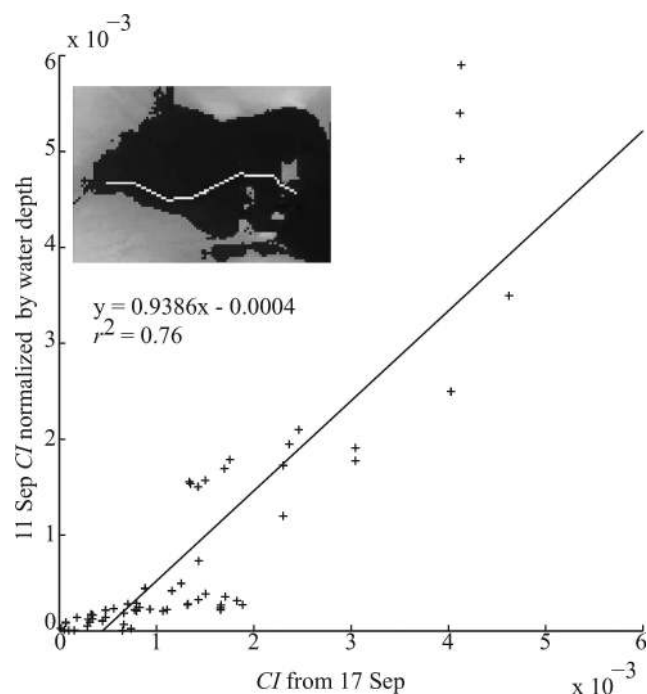 x 10⁻³
6
5
4
3
2
1
0
11 Sep CI normalized by water depth
y = 0.9386x - 0.0004
r² = 0.76
0 1 2 3 4 5 6
CI from 17 Sep
x 10⁻³